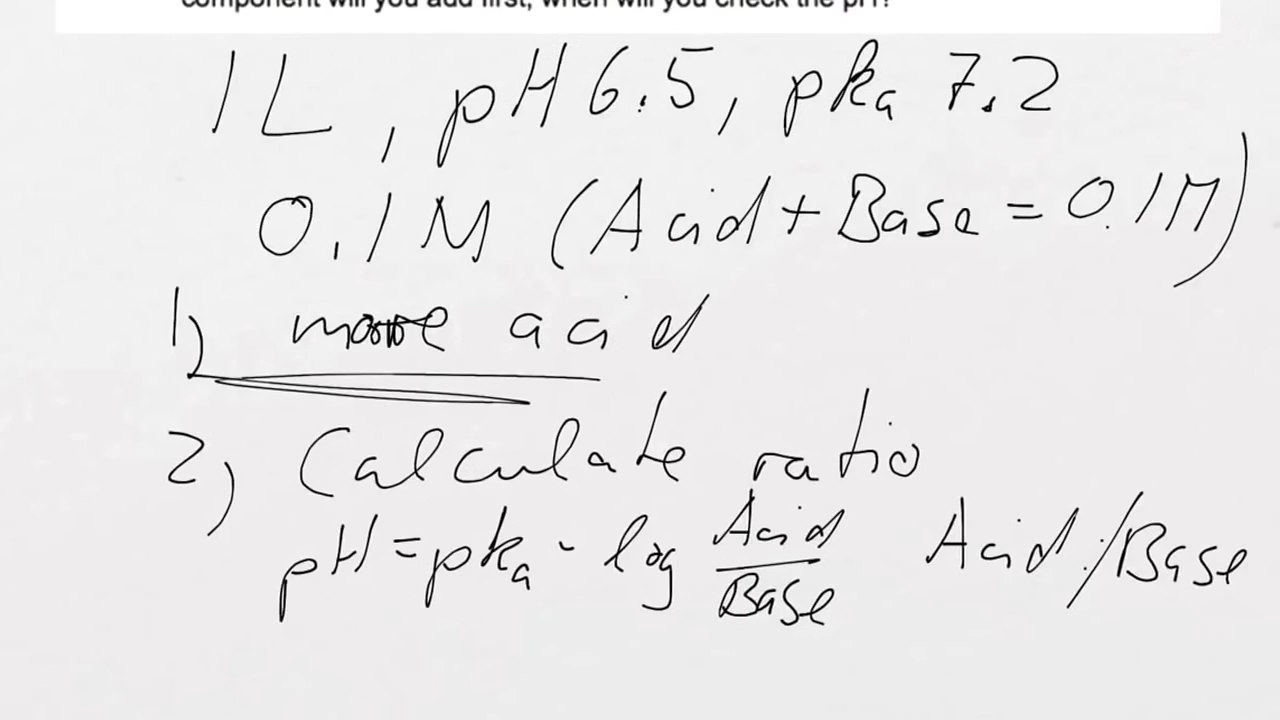 component will you add first, when will you check the pH?
1L, pH 6.5, pka 7.2
0.1M (Acid + Base = 0.1M)
1) more acid
2) Calculate ratio Acid/Base
pH = pka - log Acid/Base